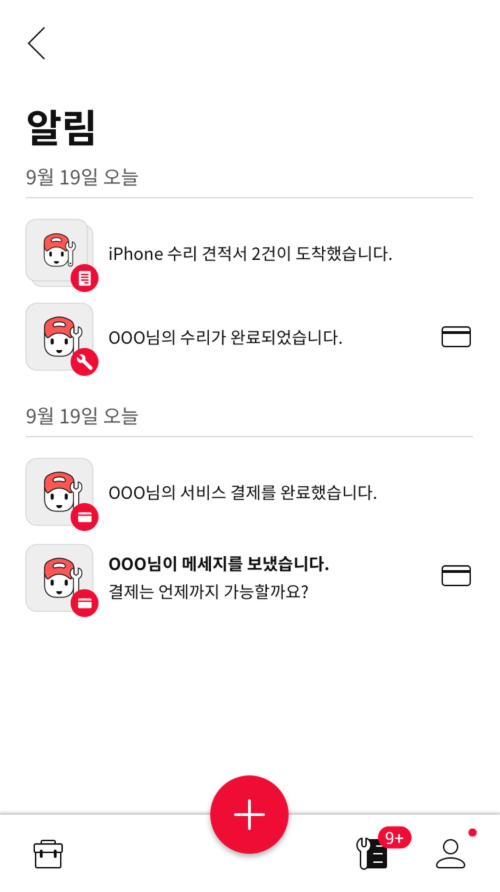 알림
9월 19일 오늘
iPhone 수리 견적서 2건이 도착했습니다.
OOO님의 수리가 완료되었습니다.
9월 19일 오늘
OOO님의 서비스 결제를 완료했습니다.
OOO님이 메세지를 보냈습니다.
결제는 언제까지 가능할까요?
9+